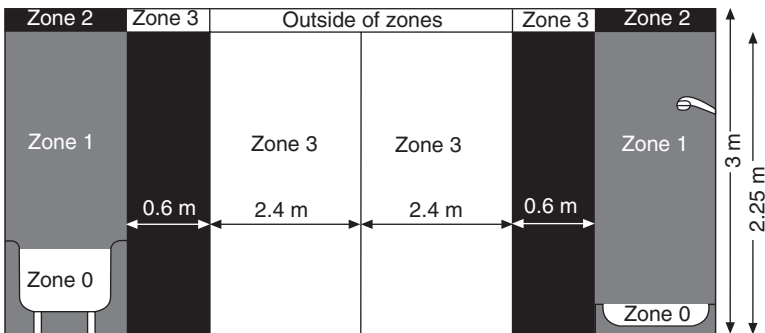 Zone 2
Zone 3
Outside of zones
Zone 3
Zone 2
Zone 1
Zone 3
Zone 3
Zone 1
3 m
2.25 m
0.6 m
2.4 m
2.4 m
0.6 m
Zone 0
Zone 0